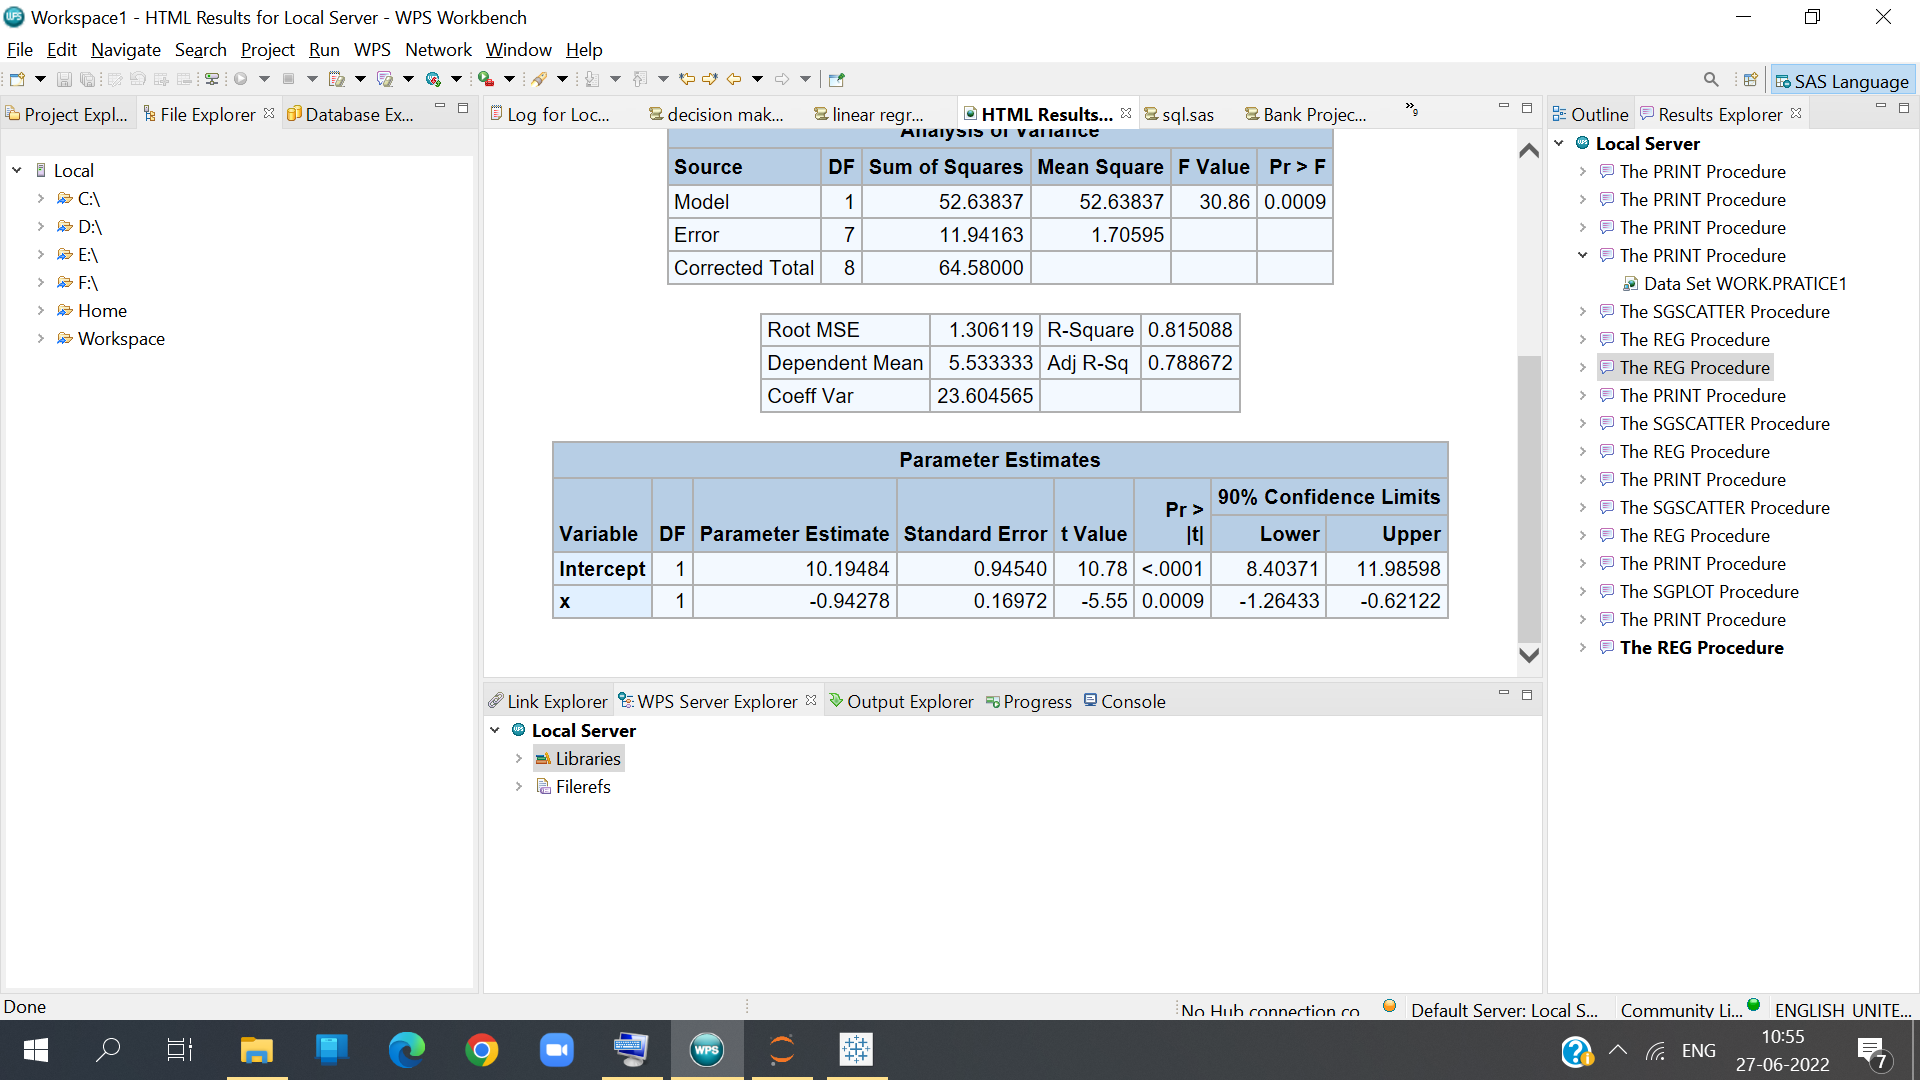 Workspace1 - HTML Results for Local Server - WPS Workbench
File Edit Navigate Search Project Run WPS Network Window Help
SAS Language
Project Expl... File Explorer Database Ex...
Local
C:\
D:\
E:\
F:\
Home
Workspace
Log for Loc... decision mak... linear regr... HTML Results... sql.sas Bank Projec... »9
Analysis of Variance
Source DF Sum of Squares Mean Square F Value Pr > F
Model 1 52.63837 52.63837 30.86 0.0009
Error 7 11.94163 1.70595
Corrected Total 8 64.58000
Root MSE 1.306119 R-Square 0.815088
Dependent Mean 5.533333 Adj R-Sq 0.788672
Coeff Var 23.604565
Parameter Estimates
Variable DF Parameter Estimate Standard Error t Value Pr > |t| 90% Confidence Limits
Lower Upper
Intercept 1 10.19484 0.94540 10.78 <.0001 8.40371 11.98598
x 1 -0.94278 0.16972 -5.55 0.0009 -1.26433 -0.62122
Link Explorer WPS Server Explorer Output Explorer Progress Console
Local Server
Libraries
Filerefs
Outline Results Explorer
Local Server
The PRINT Procedure
The PRINT Procedure
The PRINT Procedure
The PRINT Procedure
Data Set WORK.PRATICE1
The SGSCATTER Procedure
The REG Procedure
The REG Procedure
The PRINT Procedure
The SGSCATTER Procedure
The REG Procedure
The PRINT Procedure
The SGSCATTER Procedure
The REG Procedure
The PRINT Procedure
The SGPLOT Procedure
The PRINT Procedure
The REG Procedure
Done No Hub connection co Default Server: Local S... Community Li... ENGLISH_UNITE...
WPS
ENG
10:55
27-06-2022
7